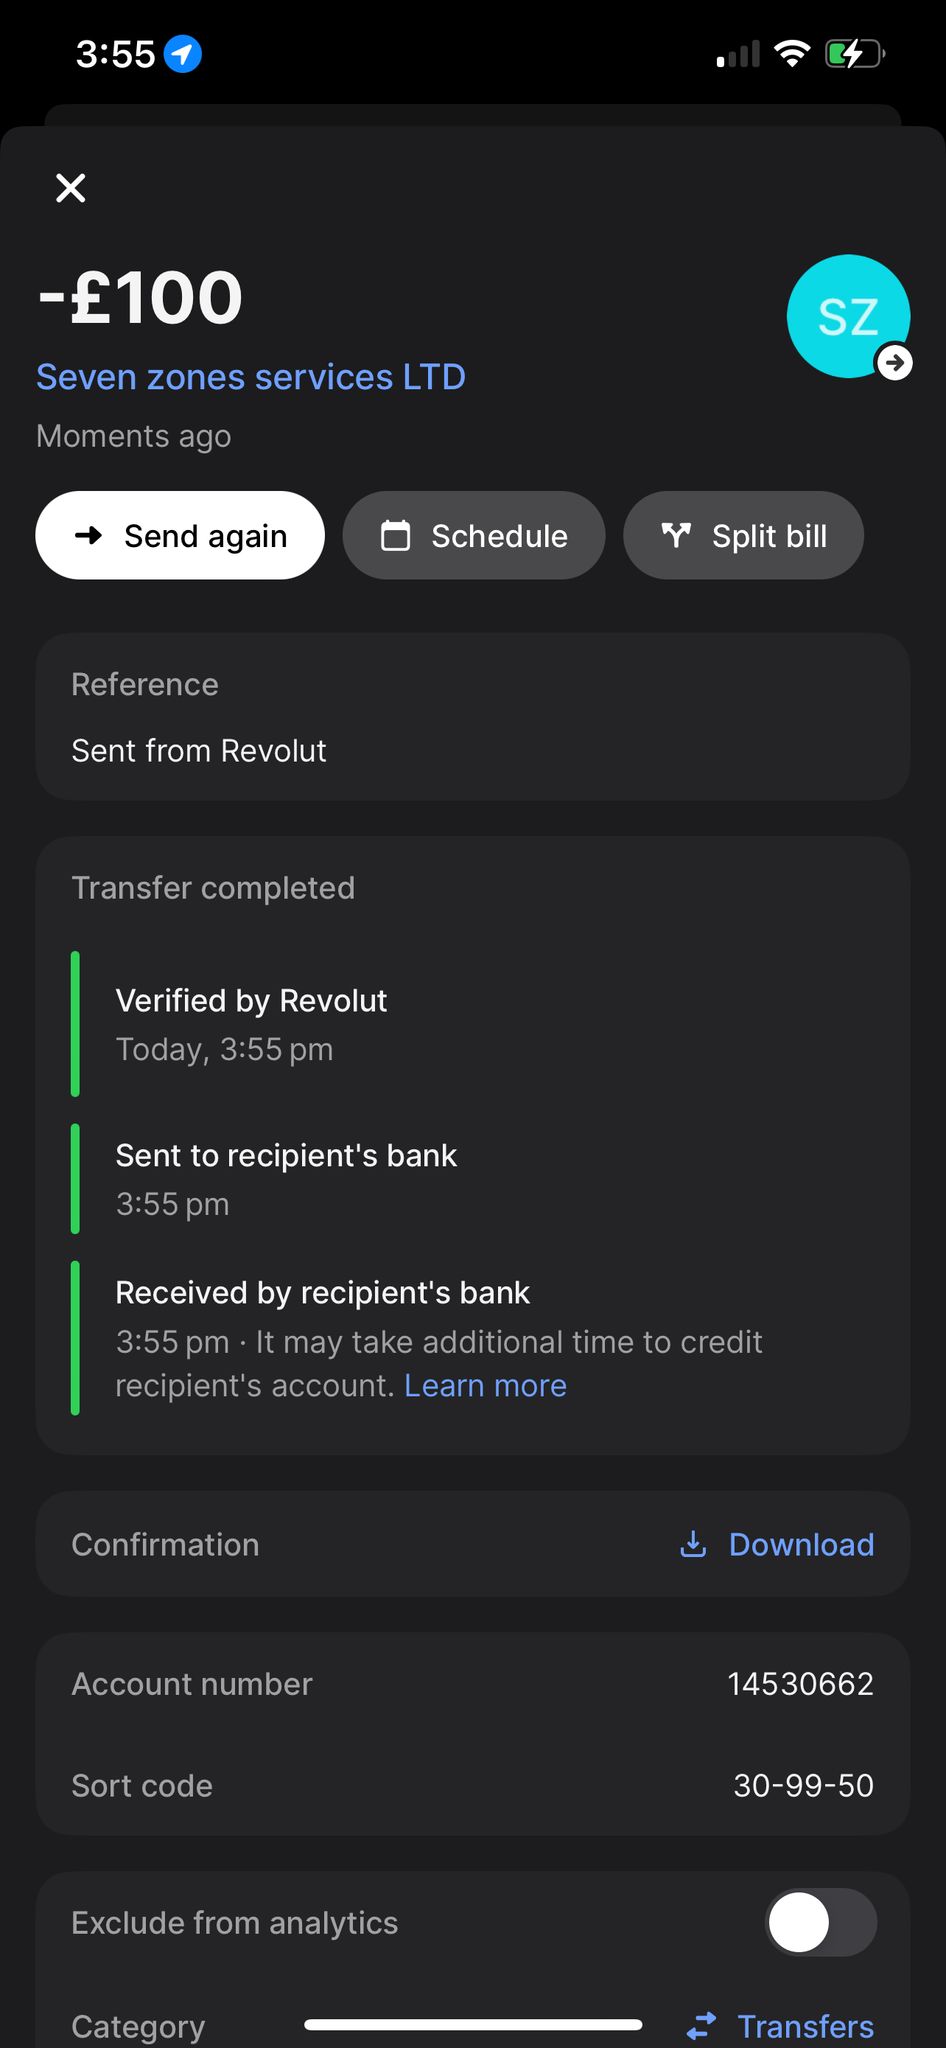 3:55
-£100
SZ
Seven zones services LTD
Moments ago
Send again
Schedule
Split bill
Reference
Sent from Revolut
Transfer completed
Verified by Revolut
Today, 3:55 pm
Sent to recipient's bank
3:55 pm
Received by recipient's bank
3:55 pm · It may take additional time to credit
recipient's account. Learn more
Confirmation
Download
Account number
14530662
Sort code
30-99-50
Exclude from analytics
Category
Transfers